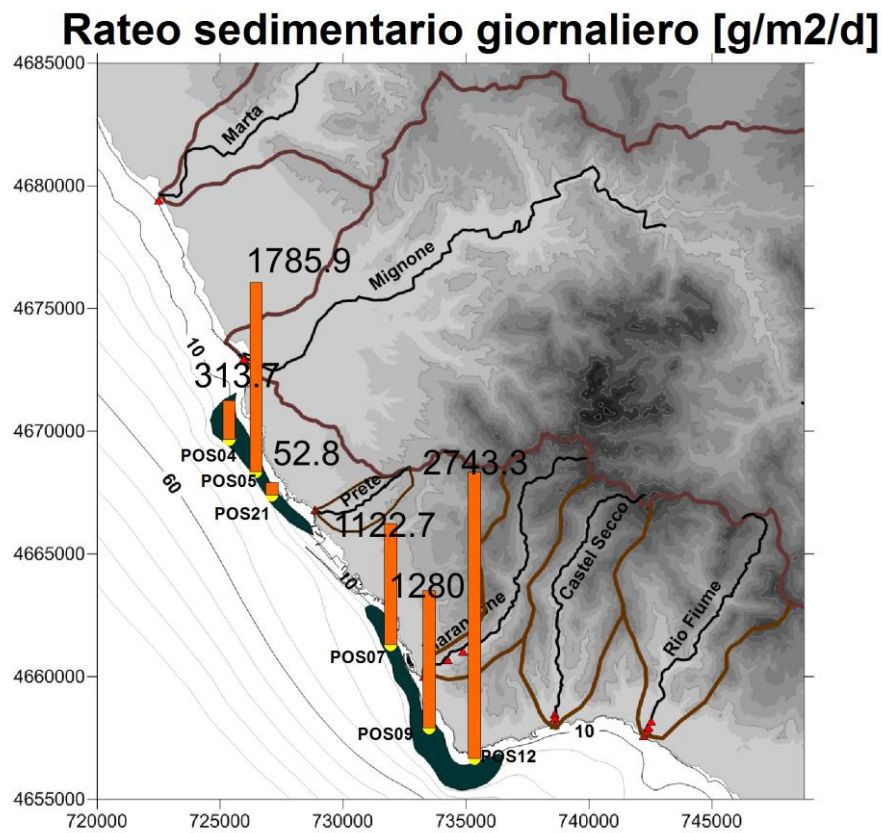 Rateo sedimentario giornaliero [g/m2/d]
4685000
Marta
4680000
Mignone
1785.9
4675000
10
313.7
4670000
52.8
2743.3
POS04
POS05
60
Prete
POS21
1122.7
4665000
10
1280
Castel Secco
Rio Fiume
POS07
4660000
POS09
10
POS12
4655000
720000 725000 730000 735000 740000 745000